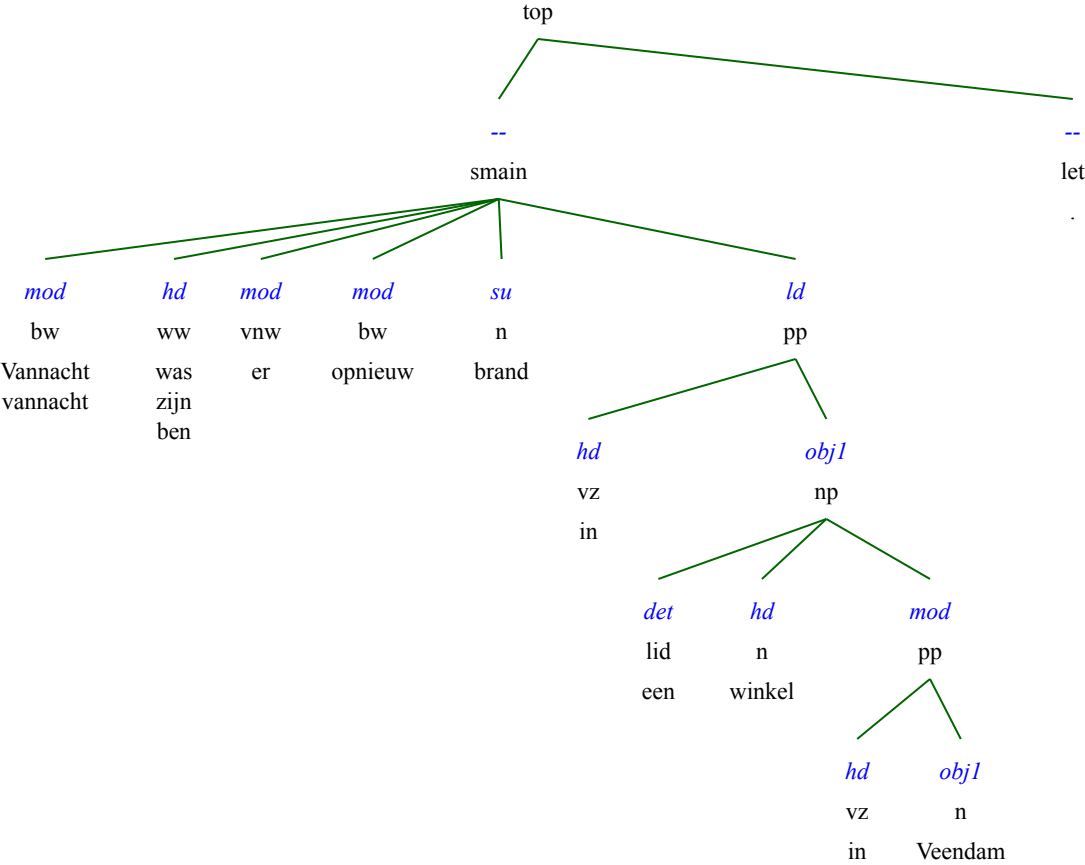 top
-- --
smain let
.
mod hd mod mod su ld
bw ww vnw bw n pp
Vannacht was er opnieuw brand
vannacht zijn
ben
hd obj1
vz np
in
det hd mod
lid n pp
een winkel
hd obj1
vz n
in Veendam